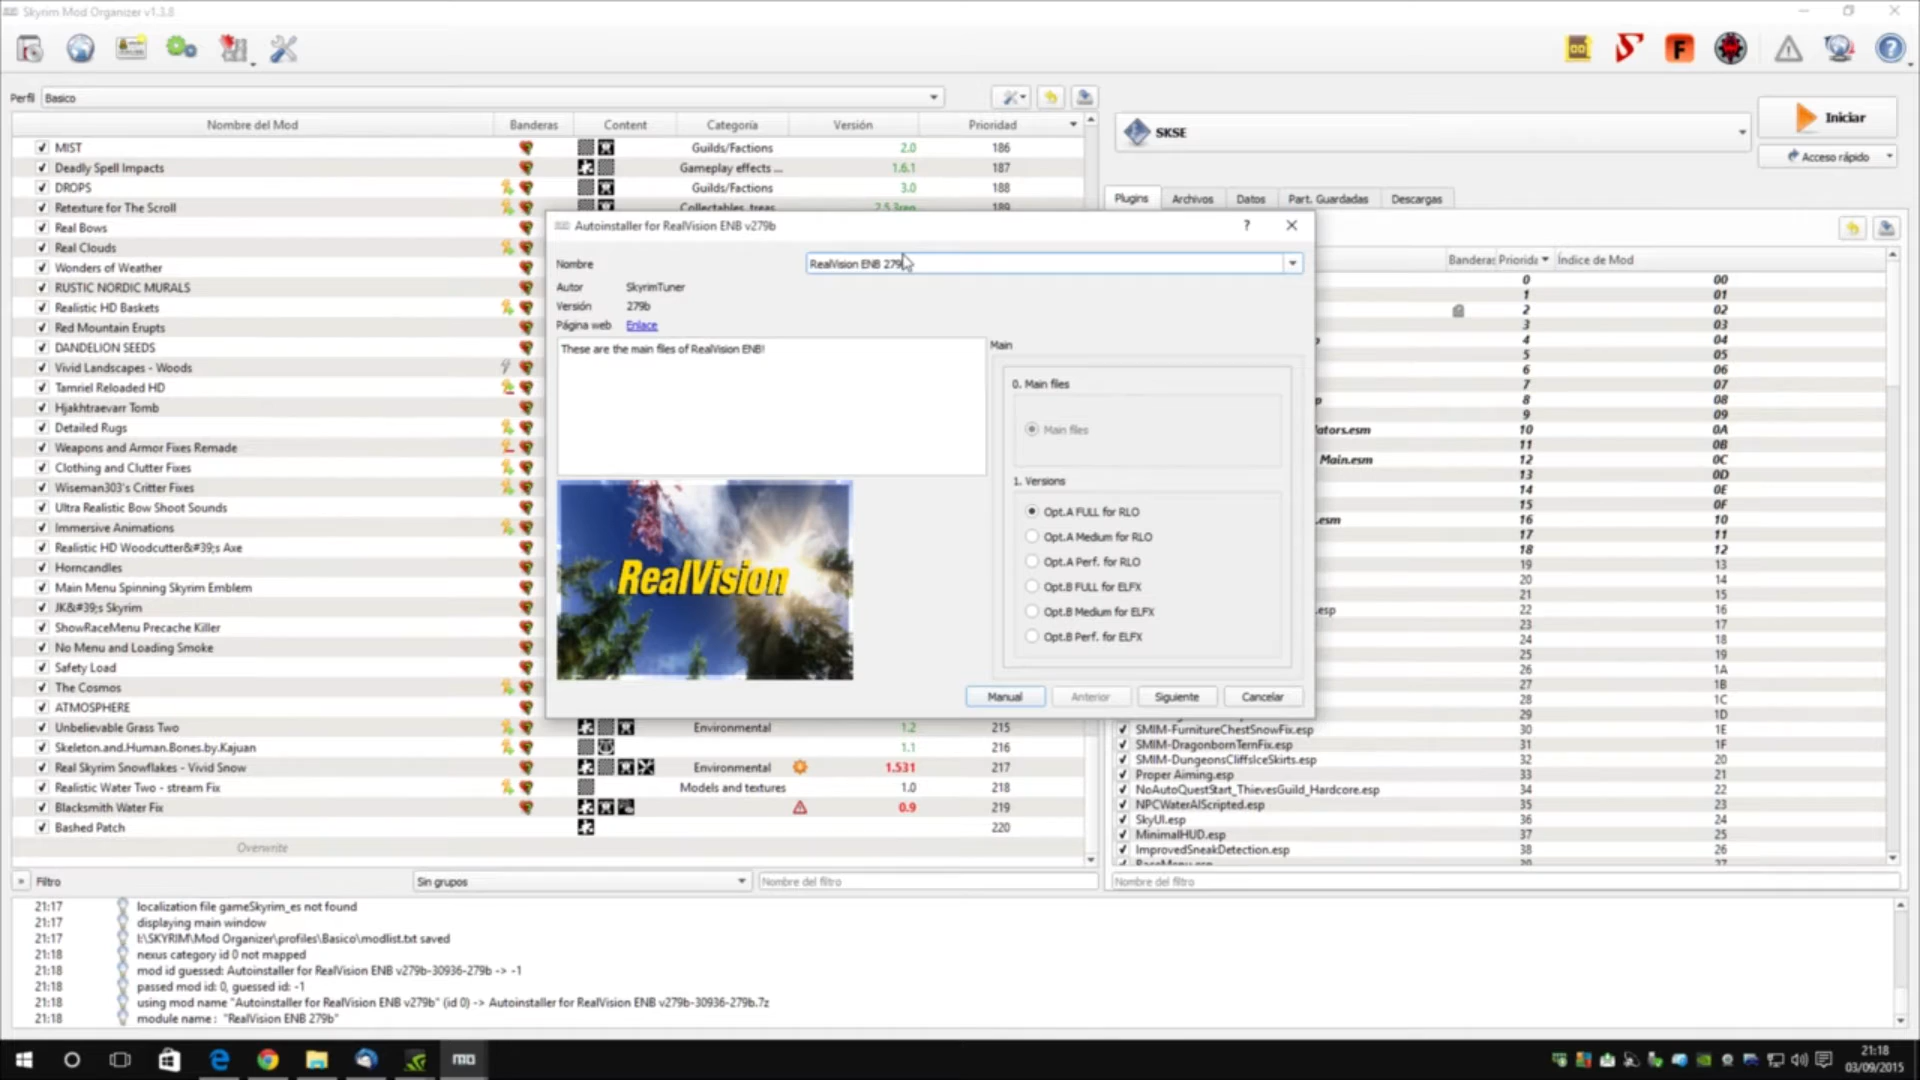 Skyrim Mod Organizer v1.3.8
Perfil Basico
Nombre del Mod Banderas Content Categoría Versión Prioridad
MIST Guilds/Factions 2.0 186
Deadly Spell Impacts Gameplay effects ... 1.6.1 187
DROPS Guilds/Factions 3.0 188
Retexture for The Scroll Collectables, treas 189
Real Bows
Real Clouds
Wonders of Weather
RUSTIC NORDIC MURALS
Realistic HD Baskets
Red Mountain Erupts
DANDELION SEEDS
Vivid Landscapes - Woods
Tamriel Reloaded HD
Hjakhtraevarr Tomb
Detailed Rugs
Weapons and Armor Fixes Remade
Clothing and Clutter Fixes
Wiseman303's Critter Fixes
Ultra Realistic Bow Shoot Sounds
Immersive Animations
Realistic HD Woodcutter&#39;s Axe
Horncandles
Main Menu Spinning Skyrim Emblem
JK&#39;s Skyrim
ShowRaceMenu Precache Killer
No Menu and Loading Smoke
Safety Load
The Cosmos
ATMOSPHERE
Unbelievable Grass Two Environmental 1.2 215
Skeleton.and.Human.Bones.by.Kajuan 1.1 216
Real Skyrim Snowflakes - Vivid Snow Environmental 1.531 217
Realistic Water Two - stream Fix Models and textures 1.0 218
Blacksmith Water Fix 0.9 219
Bashed Patch 220
Overwrite
Filtro Sin grupos Nombre del filtro
Autoinstaller for RealVision ENB v279b
Nombre RealVision ENB 279
Autor SkyrimTuner
Versión 279b
Página web Enlace
These are the main files of RealVision ENB!
RealVision
Main
0. Main files
Main files
1. Versions
Opt.A FULL for RLO
Opt.A Medium for RLO
Opt.A Perf. for RLO
Opt.B FULL for ELFX
Opt.B Medium for ELFX
Opt.B Perf. for ELFX
Manual Anterior Siguiente Cancelar
SKSE
Iniciar
Acceso rápido
Plugins Archivos Datos Part. Guardadas Descargas
Banderas Priorida Índice de Mod
0 00
1 01
2 02
3 03
4 04
5 05
6 06
7 07
p 8 08
9 09
ators.esm 10 0A
11 0B
Main.esm 12 0C
13 0D
14 0E
15 0F
.esm 16 10
17 11
18 12
19 13
20 14
21 15
.esp 22 16
23 17
24 18
25 19
26 1A
27 1B
28 1C
29 1D
SMIM-FurnitureChestSnowFix.esp 30 1E
SMIM-DragonbornTernFix.esp 31 1F
SMIM-DungeonsCliffsIceSkirts.esp 32 20
Proper Aiming.esp 33 21
NoAutoQuestStart_ThievesGuild_Hardcore.esp 34 22
NPCWaterAIScripted.esp 35 23
SkyUI.esp 36 24
MinimalHUD.esp 37 25
ImprovedSneakDetection.esp 38 26
RaceMenu.esp 39 27
Nombre del filtro
21:17 localization file gameSkyrim_es not found
21:17 displaying main window
21:17 I:\SKYRIM\Mod Organizer\profiles\Basico\modlist.txt saved
21:18 nexus category id 0 not mapped
21:18 mod id guessed: Autoinstaller for RealVision ENB v279b-30936-279b -> -1
21:18 passed mod id: 0, guessed id: -1
21:18 using mod name "Autoinstaller for RealVision ENB v279b" (id 0) -> Autoinstaller for RealVision ENB v279b-30936-279b.7z
21:18 module name : "RealVision ENB 279b"
mo
21:18
03/09/2015